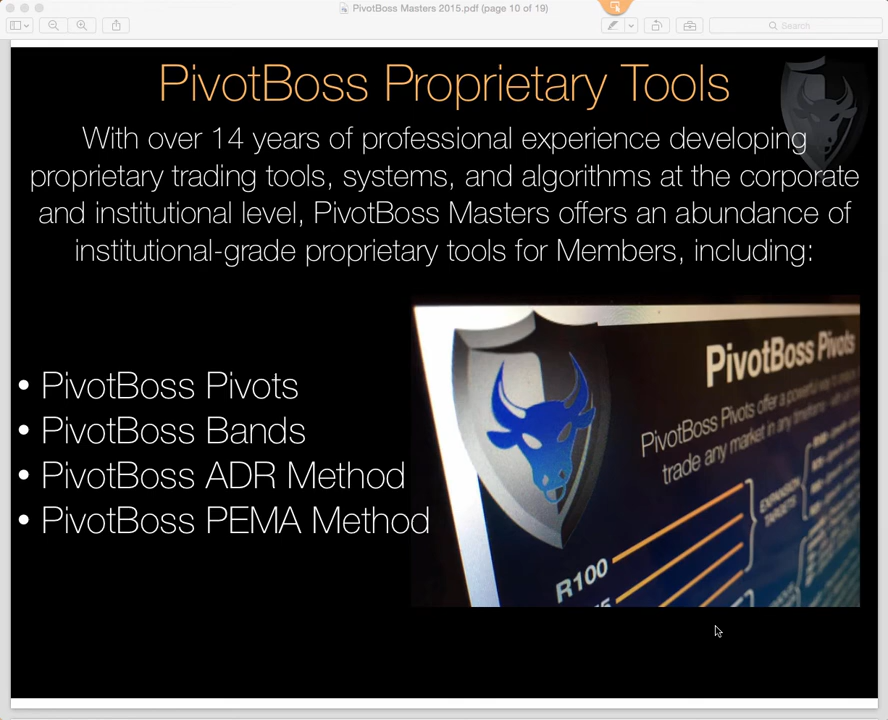 PivotBoss Masters 2015.pdf (page 10 of 19)
Search
PivotBoss Proprietary Tools
With over 14 years of professional experience developing
proprietary trading tools, systems, and algorithms at the corporate
and institutional level, PivotBoss Masters offers an abundance of
institutional-grade proprietary tools for Members, including:
• PivotBoss Pivots
• PivotBoss Bands
• PivotBoss ADR Method
• PivotBoss PEMA Method
PivotBoss Pivots
PivotBoss Pivots offer a powerful way to
trade any market in any timeframe
EXPANSION
TARGETS
R100